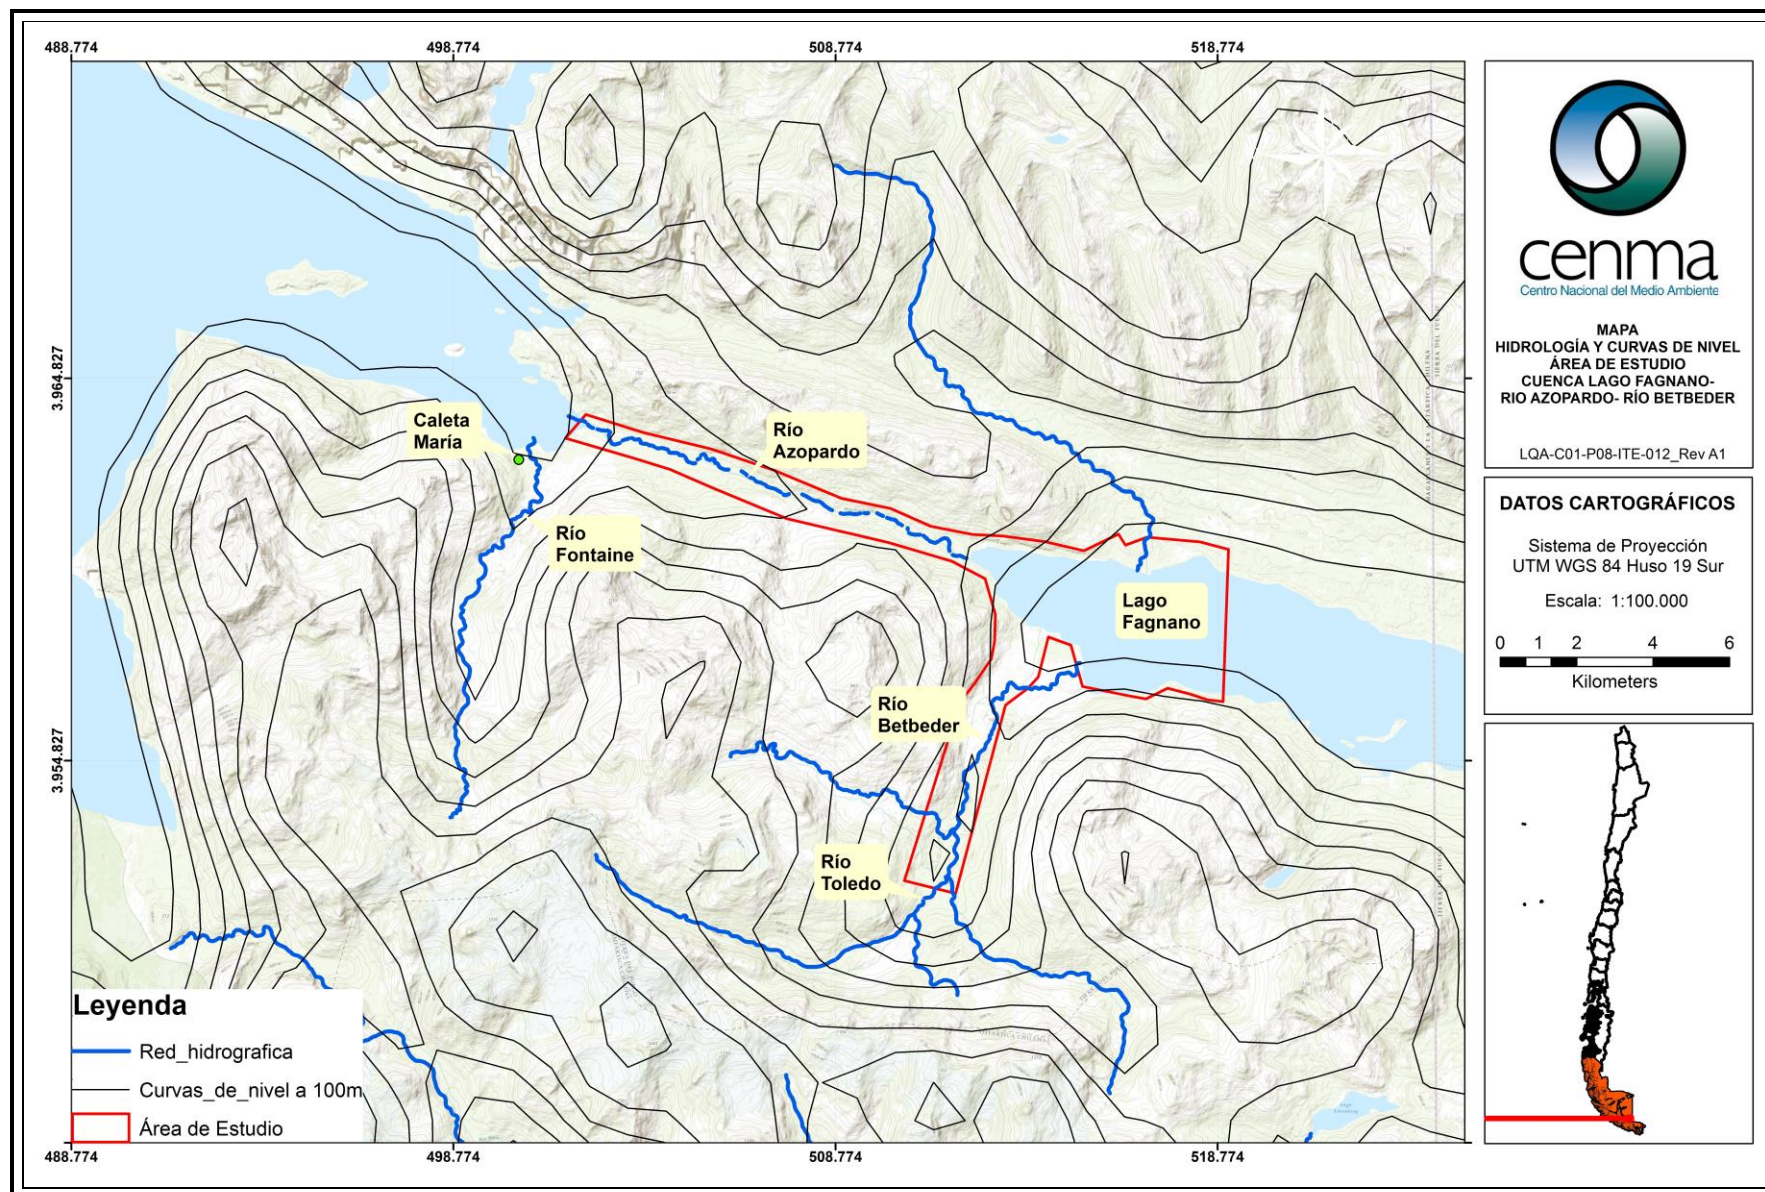 488.774
498.774
508.774
518.774
3.964.827
3.954.827
Caleta
María
Río
Azopardo
Río
Fontaine
Lago
Fagnano
Río
Betbeder
Río
Toledo
Leyenda
Red_hidrografica
Curvas_de_nivel a 100m
Área de Estudio
488.774
498.774
508.774
518.774
cenma
Centro Nacional del Medio Ambiente
MAPA
HIDROLOGÍA Y CURVAS DE NIVEL
ÁREA DE ESTUDIO
CUENCA LAGO FAGNANO-
RIO AZOPARDO- RÍO BETBEDER
LQA-C01-P08-ITE-012_Rev A1
DATOS CARTOGRÁFICOS
Sistema de Proyección
UTM WGS 84 Huso 19 Sur
Escala: 1:100.000
0 1 2 4 6
Kilometers